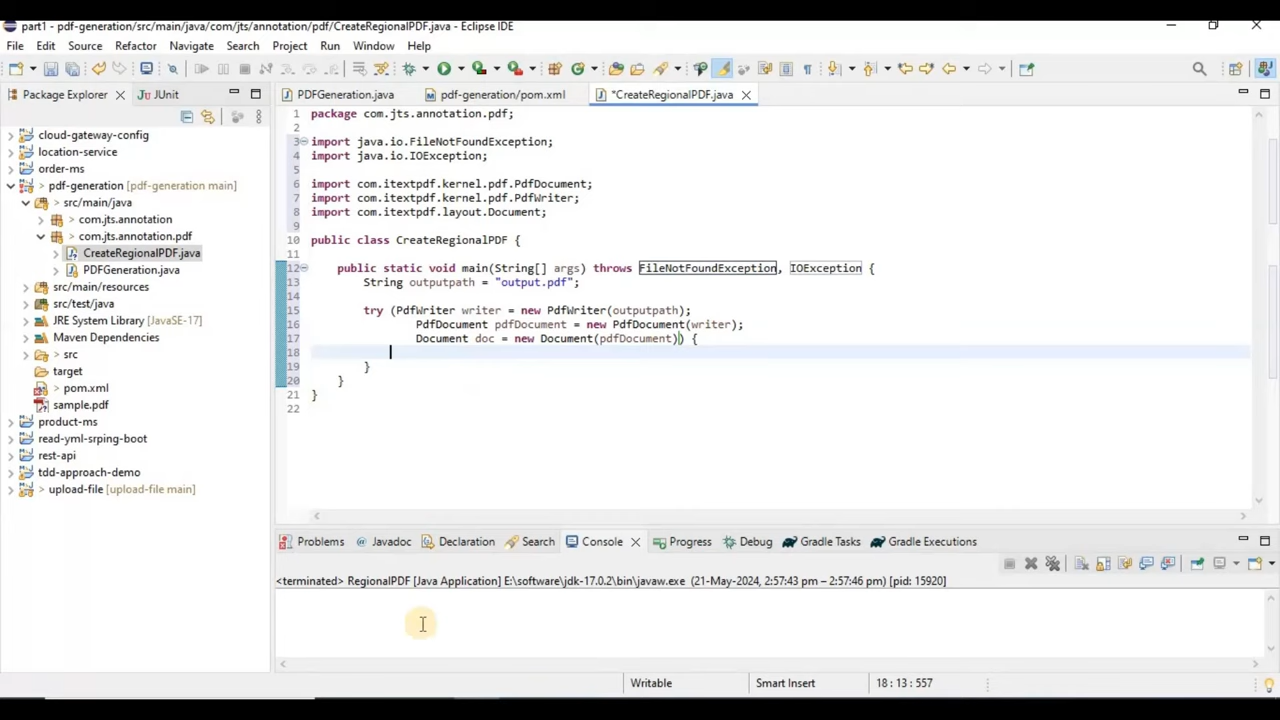 part1 - pdf-generation/src/main/java/com/jts/annotation/pdf/CreateRegionalPDF.java - Eclipse IDE
File Edit Source Refactor Navigate Search Project Run Window Help
Package Explorer JUnit
cloud-gateway-config
location-service
order-ms
> pdf-generation [pdf-generation main]
> src/main/java
> com.jts.annotation
> com.jts.annotation.pdf
CreateRegionalPDF.java
> PDFGeneration.java
src/main/resources
src/test/java
JRE System Library [JavaSE-17]
Maven Dependencies
> src
target
> pom.xml
sample.pdf
product-ms
read-yml-srping-boot
rest-api
tdd-approach-demo
> upload-file [upload-file main]
PDFGeneration.java pdf-generation/pom.xml *CreateRegionalPDF.java
1 package com.jts.annotation.pdf;
2
3 import java.io.FileNotFoundException;
4 import java.io.IOException;
5
6 import com.itextpdf.kernel.pdf.PdfDocument;
7 import com.itextpdf.kernel.pdf.PdfWriter;
8 import com.itextpdf.layout.Document;
9
10 public class CreateRegionalPDF {
11
12 public static void main(String[] args) throws FileNotFoundException, IOException {
13 String outputpath = "output.pdf";
14
15 try (PdfWriter writer = new PdfWriter(outputpath);
16 PdfDocument pdfDocument = new PdfDocument(writer);
17 Document doc = new Document(pdfDocument)) {
18
19 }
20 }
21 }
22
Problems Javadoc Declaration Search Console Progress Debug Gradle Tasks Gradle Executions
<terminated> RegionalPDF [Java Application] E:\software\jdk-17.0.2\bin\javaw.exe (21-May-2024, 2:57:43 pm – 2:57:46 pm) [pid: 15920]
Writable Smart Insert 18 : 13 : 557